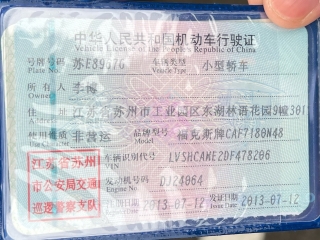 中华人民共和国机动车行驶证
Vehicle License of the People's Republic of China
号牌号码 苏E89676 车辆类型 小型轿车
Plate No. Vehicle Type
所有人 李博
Owner
江苏省苏州市工业园区东湖林语花园9幢301
使用性质 非营运 品牌型号 福克斯牌CAF7180N48
Use Character Model
江苏省苏州
市公安局交通
巡逻警察支队
车辆识别代号 LVSHCAME2DF478206
VIN
发动机号码 DJ24064
Engine No.
注册日期 2013-07-12 发证日期 2013-07-12
Register Date Issue Date